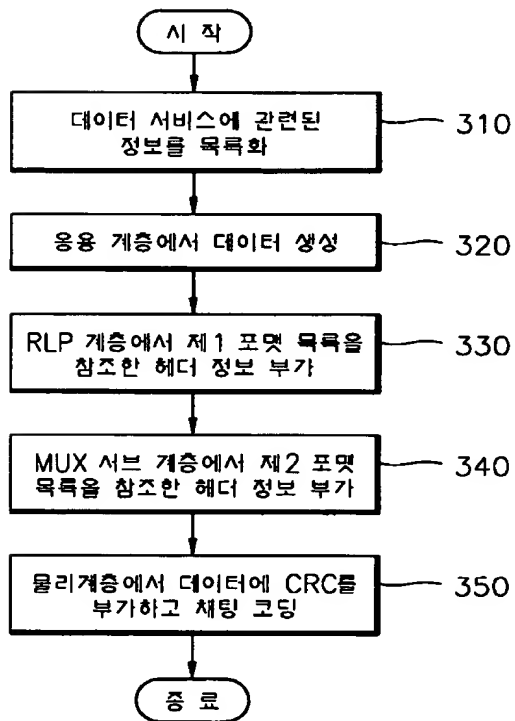 시 작
데이터 서비스에 관련된
정보를 목록화
310
응용 계층에서 데이터 생성
320
RLP 계층에서 제1 포맷 목록을
참조한 헤더 정보 부가
330
MUX 서브 계층에서 제2 포맷
목록을 참조한 헤더 정보 부가
340
물리계층에서 데이터에 CRC를
부가하고 채팅 코딩
350
종 료